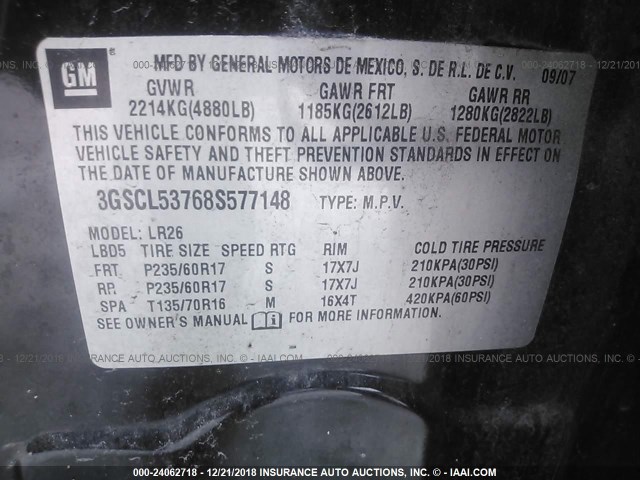 GM
MFD BY GENERAL MOTORS DE MEXICO, S. DE R.L. DE C.V. 09/07
GVWR GAWR FRT GAWR RR
2214KG(4880LB) 1185KG(2612LB) 1280KG(2822LB)
THIS VEHICLE CONFORMS TO ALL APPLICABLE U.S. FEDERAL MOTOR
VEHICLE SAFETY AND THEFT PREVENTION STANDARDS IN EFFECT ON
THE DATE OF MANUFACTURE SHOWN ABOVE.
3GSCL53768S577148 TYPE: M.P.V.
MODEL: LR26
LBD5 TIRE SIZE SPEED RTG RIM COLD TIRE PRESSURE
FRT P235/60R17 S 17X7J 210KPA(30PSI)
RR P235/60R17 S 17X7J 210KPA(30PSI)
SPA T135/70R16 M 16X4T 420KPA(60PSI)
SEE OWNER'S MANUAL i FOR MORE INFORMATION.
000-24062718 - 12/21/2018 INSURANCE AUTO AUCTIONS, INC. - © IAAI.COM